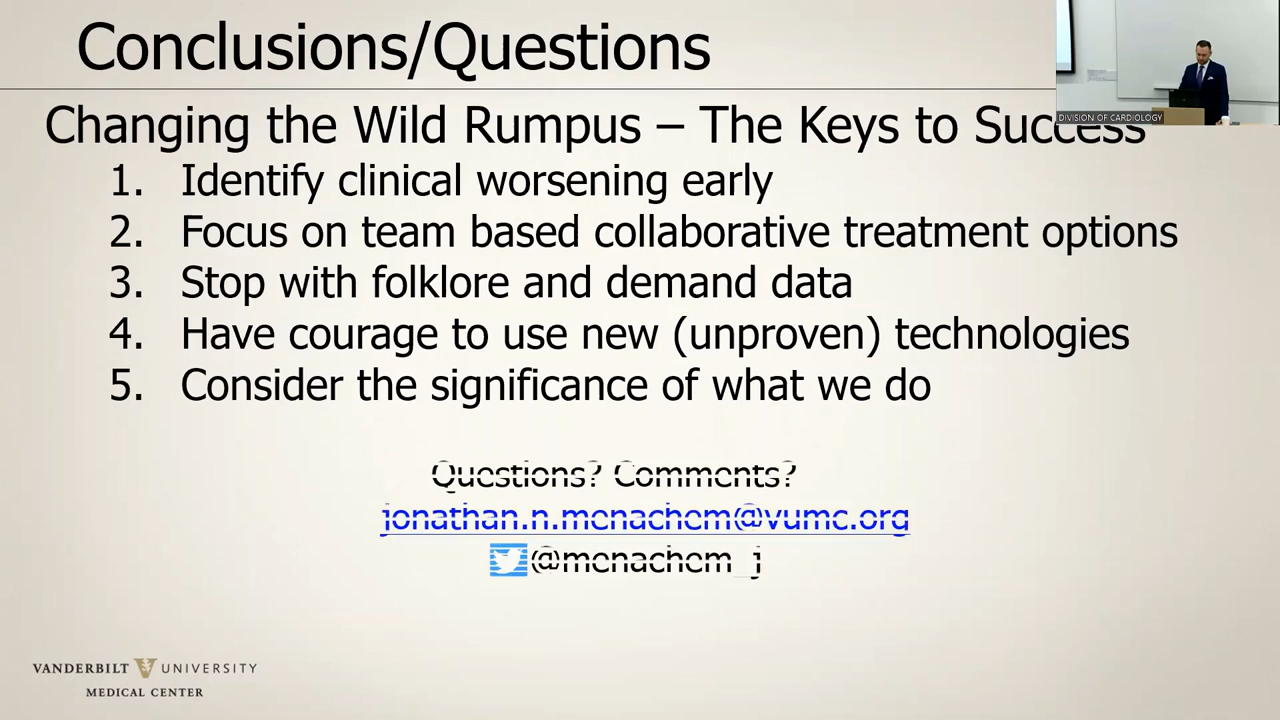 Conclusions/Questions
DIVISION OF CARDIOLOGY
Changing the Wild Rumpus – The Keys to Success
1. Identify clinical worsening early
2. Focus on team based collaborative treatment options
3. Stop with folklore and demand data
4. Have courage to use new (unproven) technologies
5. Consider the significance of what we do
Questions? Comments?
jonathan.n.menachem@vumc.org
@menachem_j
VANDERBILT V UNIVERSITY
MEDICAL CENTER